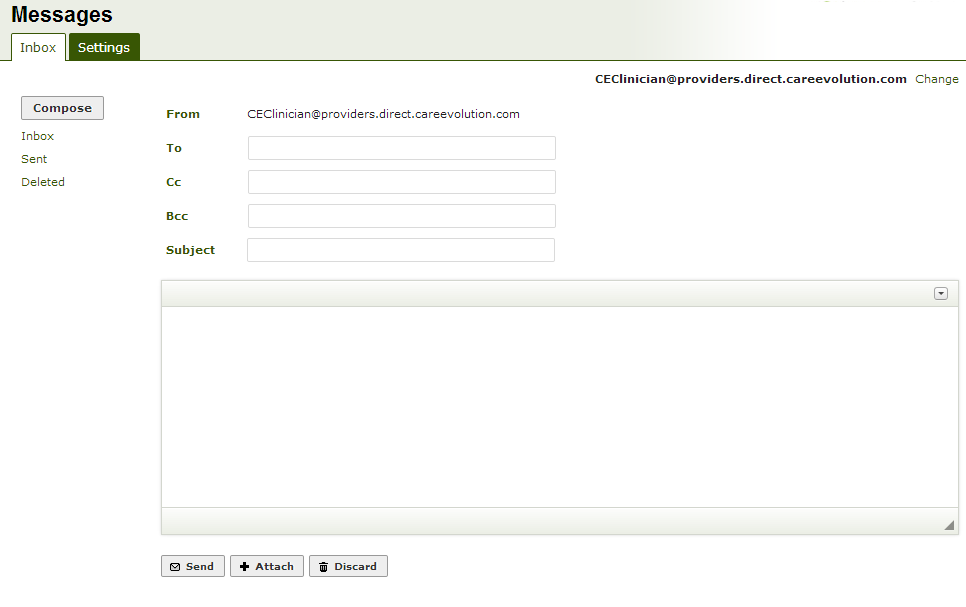 Messages
Inbox Settings
CEClinician@providers.direct.careevolution.com Change
Compose
Inbox
Sent
Deleted
From CEClinician@providers.direct.careevolution.com
To
Cc
Bcc
Subject
Send Attach Discard